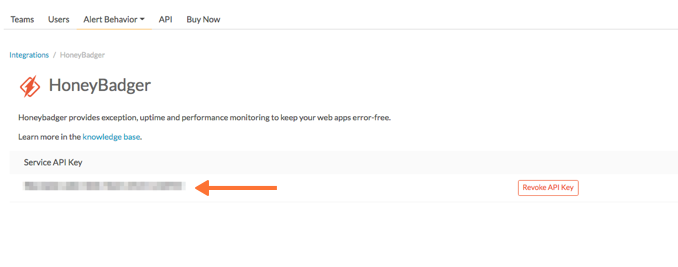 Teams Users Alert Behavior API Buy Now
Integrations / HoneyBadger
HoneyBadger
Honeybadger provides exception, uptime and performance monitoring to keep your web apps error-free.
Learn more in the knowledge base.
Service API Key
Revoke API Key